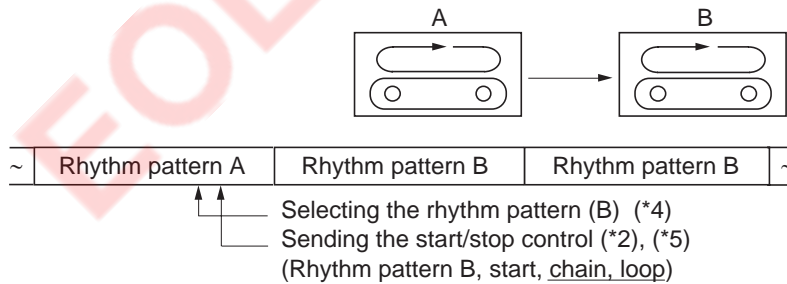 A B
~ Rhythm pattern A Rhythm pattern B Rhythm pattern B ~
Selecting the rhythm pattern (B) (*4)
Sending the start/stop control (*2), (*5)
(Rhythm pattern B, start, chain, loop)